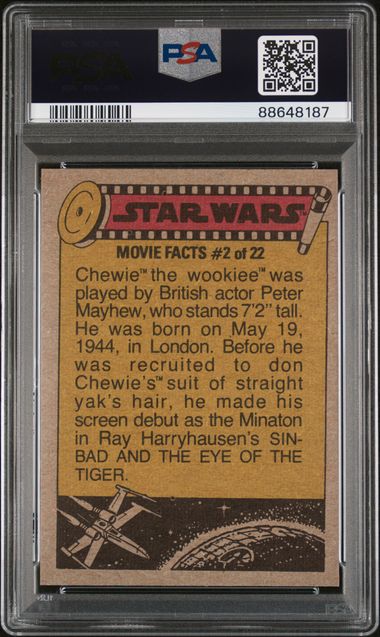 PSA
PSA
88648187
STAR WARS™
MOVIE FACTS #2 of 22
Chewie™ the wookiee™ was
played by British actor Peter
Mayhew, who stands 7'2" tall.
He was born on May 19,
1944, in London. Before he
was recruited to don
Chewie's™ suit of straight
yak's hair, he made his
screen debut as the Minaton
in Ray Harryhausen's SIN-
BAD AND THE EYE OF THE
TIGER.